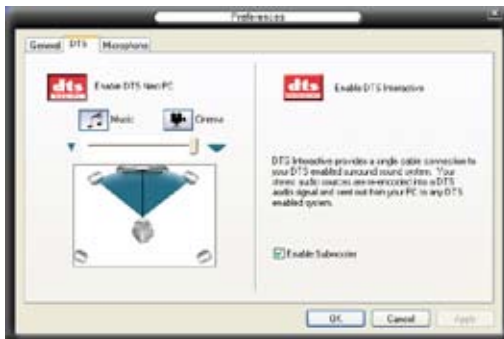 Preferences
General DTS Microphone
dts
Enable DTS Neo:PC
Music
Cinema
dts
Enable DTS Interactive
DTS Interactive provides a single cable connection to
your DTS enabled surround sound system. Your
stereo audio sources are re-encoded into a DTS
audio signal and sent out from your PC to any DTS
enabled system.
Enable Subwoofer
OK Cancel Apply